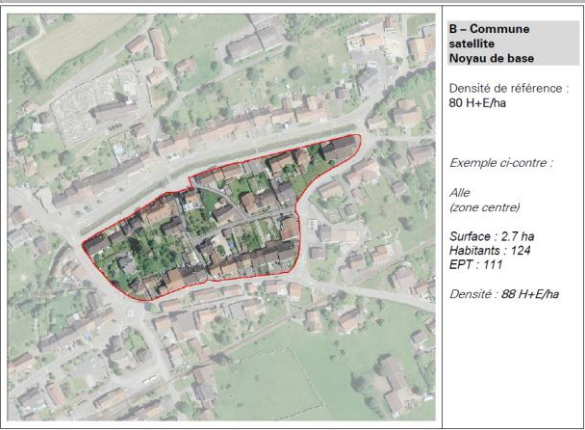 B – Commune
satellite
Noyau de base
Densité de référence :
80 H+E/ha
Exemple ci-contre :
Alle
(zone centre)
Surface : 2.7 ha
Habitants : 124
EPT : 111
Densité : 88 H+E/ha